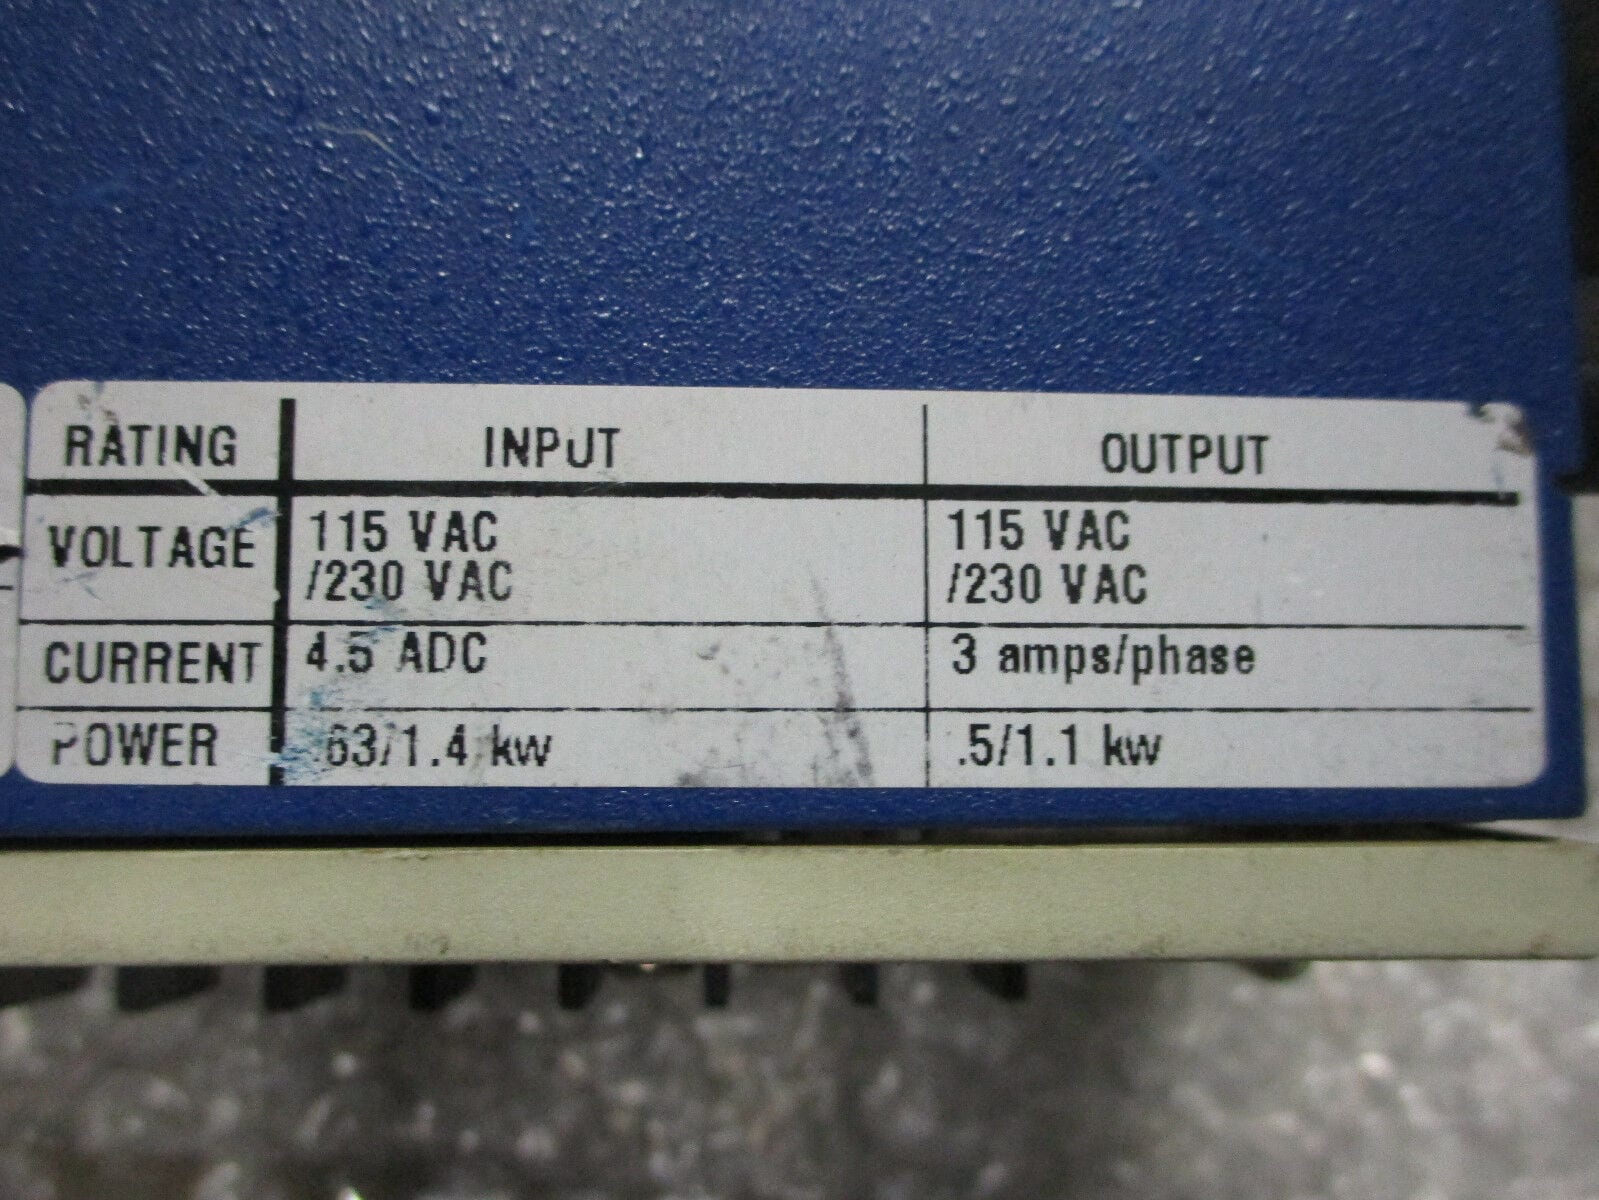 RATING INPUT OUTPUT
VOLTAGE 115 VAC 115 VAC
/230 VAC /230 VAC
CURRENT 4.5 ADC 3 amps/phase
POWER .63/1.4 kw .5/1.1 kw